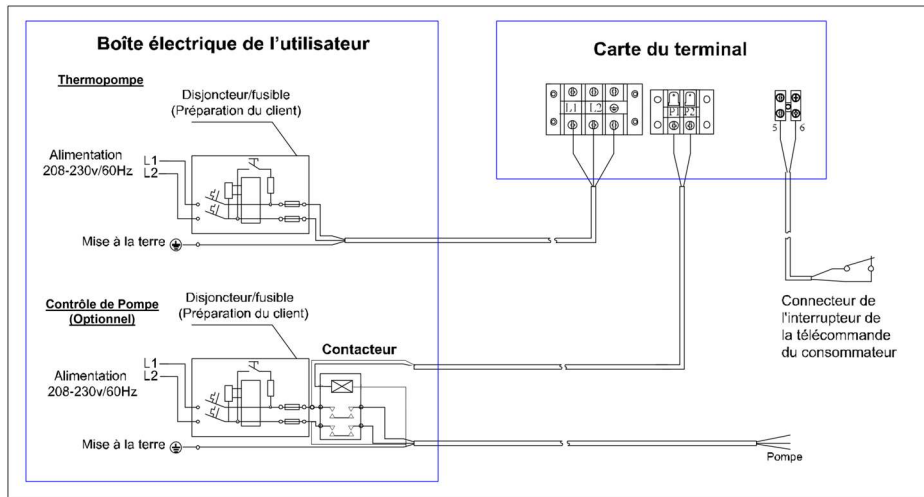 Boîte électrique de l'utilisateur
Thermopompe
Disjoncteur/fusible
(Préparation du client)
Alimentation
208-230v/60Hz
L1
L2
Mise à la terre
Contrôle de Pompe
(Optionnel)
Disjoncteur/fusible
(Préparation du client)
Contacteur
L1
L2
Alimentation
208-230v/60Hz
Mise à la terre
Carte du terminal
L1 L2
P1 P2
5 6
Connecteur de
l'interrupteur de
la télécommande
du consommateur
Pompe